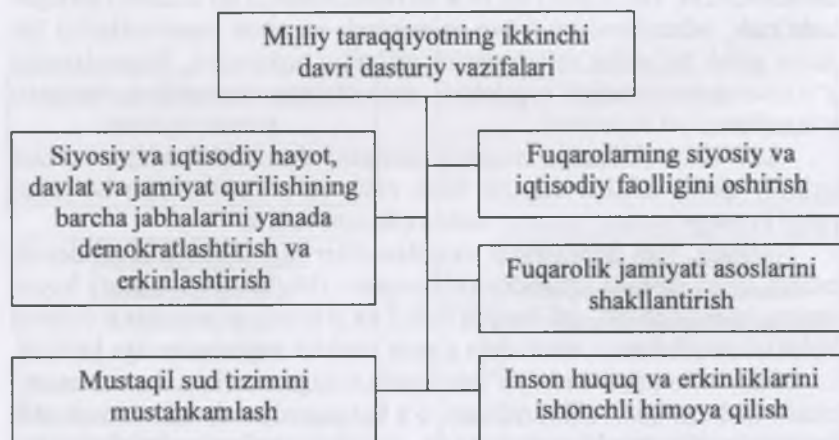 Milliy taraqqiyotning ikkinchi
davri dasturiy vazifalari
Siyosiy va iqtisodiy hayot,
davlat va jamiyat qurilishining
barcha jabhalarini yanada
demokratlashtirish va
erkinlashtirish
Fuqarolarning siyosiy va
iqtisodiy faolligini oshirish
Fuqarolik jamiyati asoslarini
shakllantirish
Mustaqil sud tizimini
mustahkamlash
Inson huquq va erkinliklarini
ishonchli himoya qilish